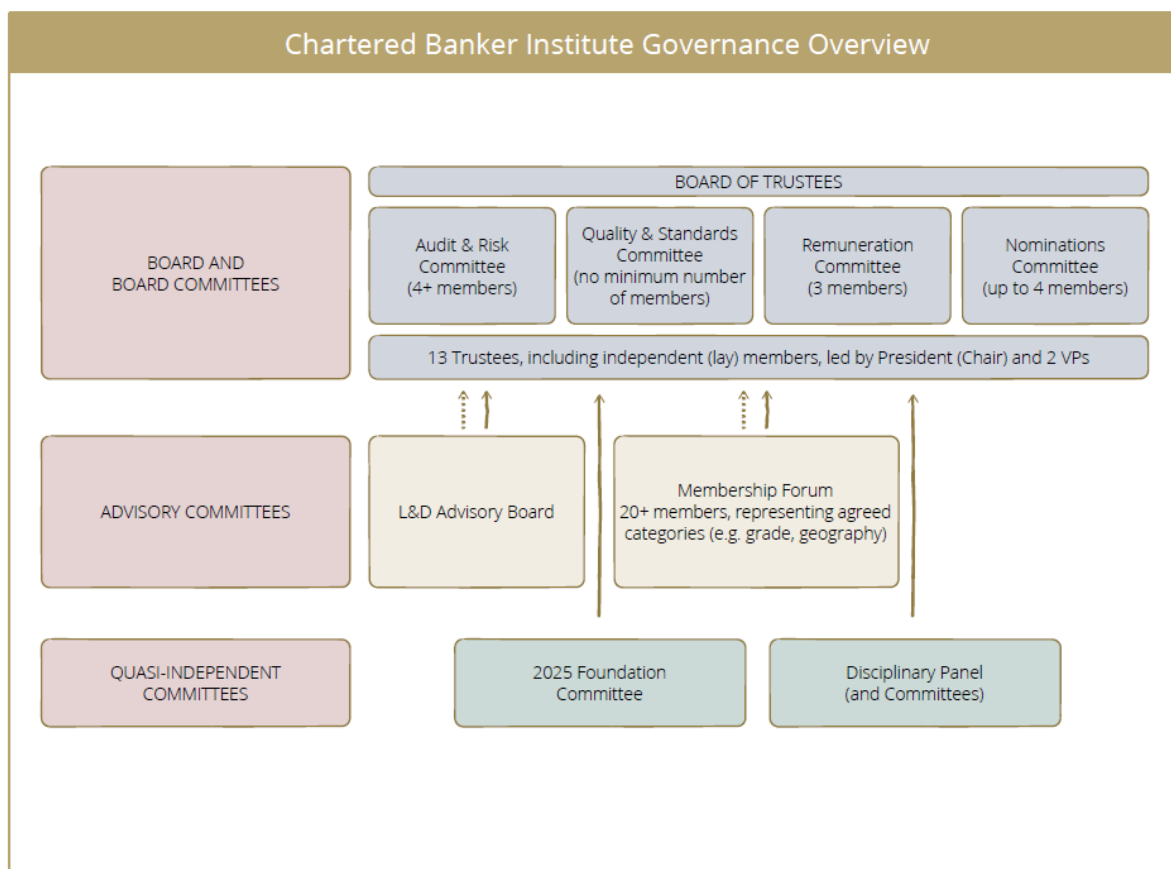 Chartered Banker Institute Governance Overview
BOARD AND
BOARD COMMITTEES
BOARD OF TRUSTEES
Audit & Risk
Committee
(4+ members)
Quality & Standards
Committee
(no minimum number
of members)
Remuneration
Committee
(3 members)
Nominations
Committee
(up to 4 members)
13 Trustees, including independent (lay) members, led by President (Chair) and 2 VPs
ADVISORY COMMITTEES
L&D Advisory Board
Membership Forum
20+ members, representing agreed
categories (e.g. grade, geography)
QUASI-INDEPENDENT
COMMITTEES
2025 Foundation
Committee
Disciplinary Panel
(and Committees)